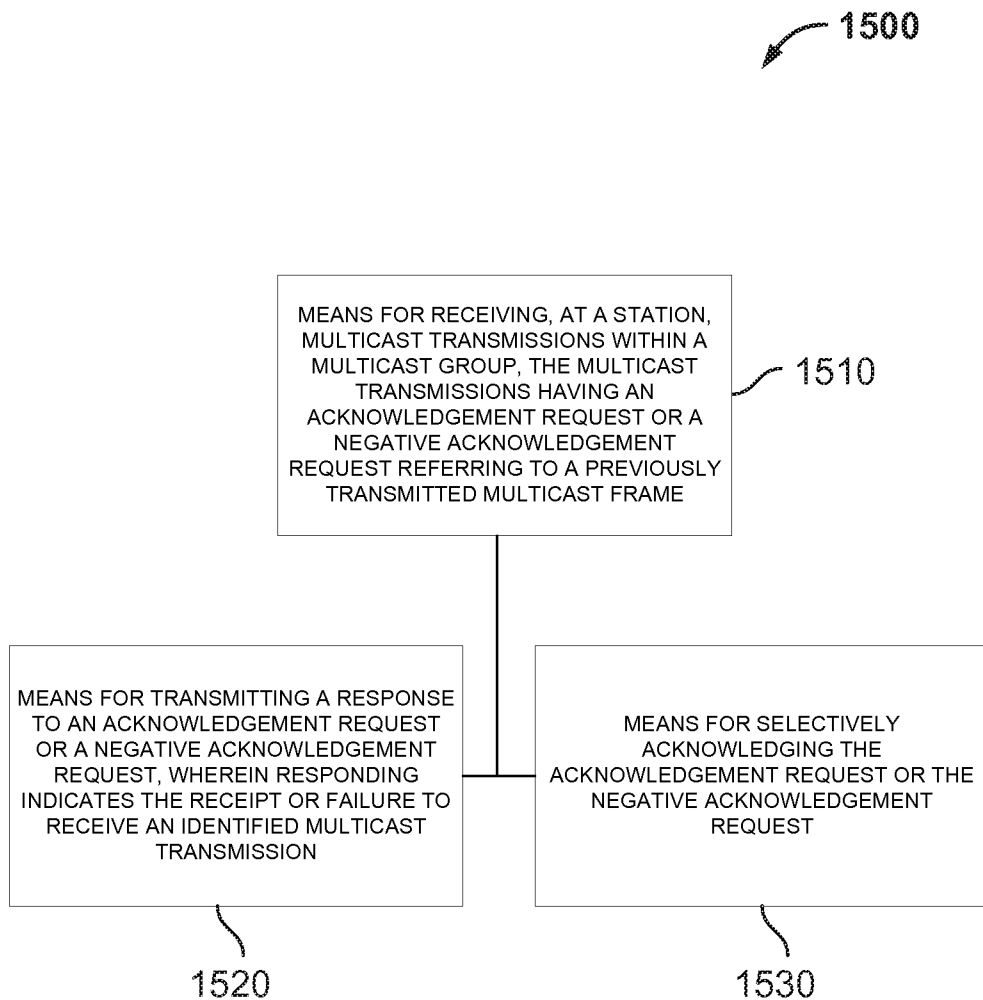 1500
MEANS FOR RECEIVING, AT A STATION,
MULTICAST TRANSMISSIONS WITHIN A
MULTICAST GROUP, THE MULTICAST
TRANSMISSIONS HAVING AN
ACKNOWLEDGEMENT REQUEST OR A
NEGATIVE ACKNOWLEDGEMENT
REQUEST REFERRING TO A PREVIOUSLY
TRANSMITTED MULTICAST FRAME
1510
MEANS FOR TRANSMITTING A RESPONSE
TO AN ACKNOWLEDGEMENT REQUEST
OR A NEGATIVE ACKNOWLEDGEMENT
REQUEST, WHEREIN RESPONDING
INDICATES THE RECEIPT OR FAILURE TO
RECEIVE AN IDENTIFIED MULTICAST
TRANSMISSION
1520
MEANS FOR SELECTIVELY
ACKNOWLEDGING THE
ACKNOWLEDGEMENT REQUEST OR THE
NEGATIVE ACKNOWLEDGEMENT
REQUEST
1530